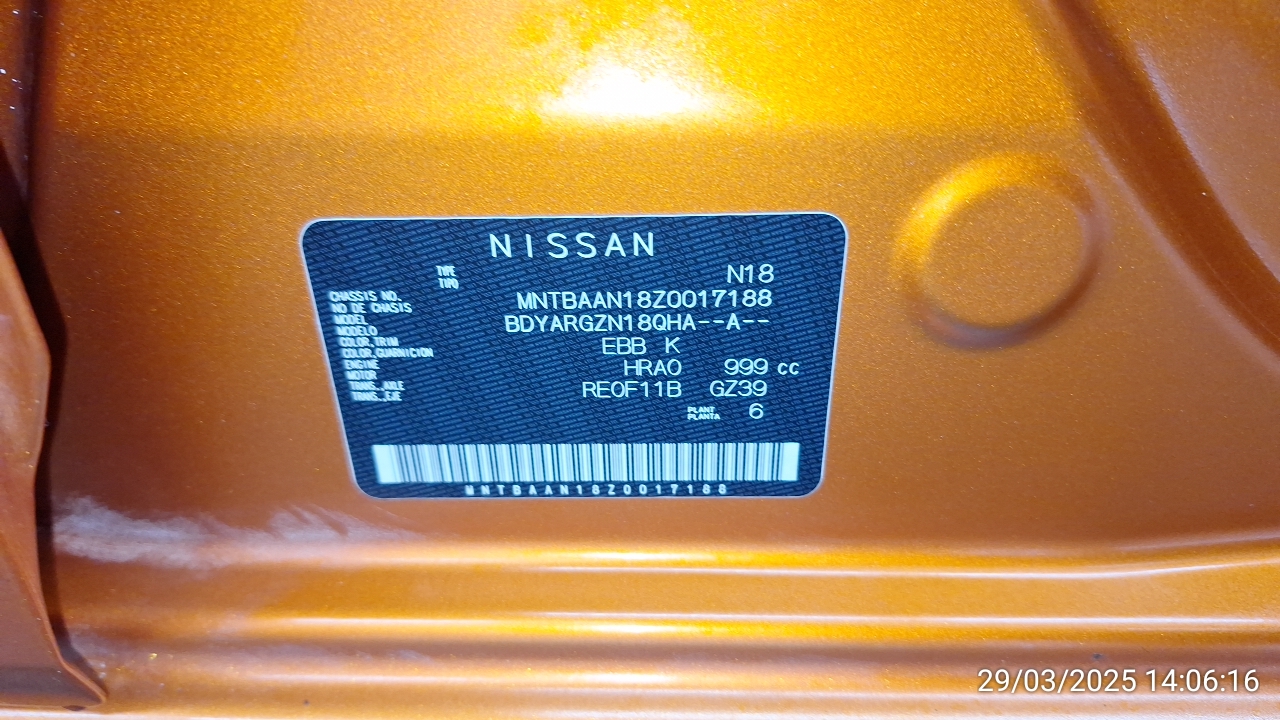 NISSAN
TYPE N18
TIPO
CHASSIS NO. MNTBAAN18Z0017188
NO DE CHASIS
MODEL BDYARGZN18QHA--A--
MODELO
COLOR,TRIM EBB K
COLOR,GUARNICION
ENGINE HRA0 999 cc
MOTOR
TRANS.,AXLE RE0F11B GZ39
TRANS.,EJE
PLANT 6
PLANTA
MNTBAAN18Z0017188
29/03/2025 14:06:16